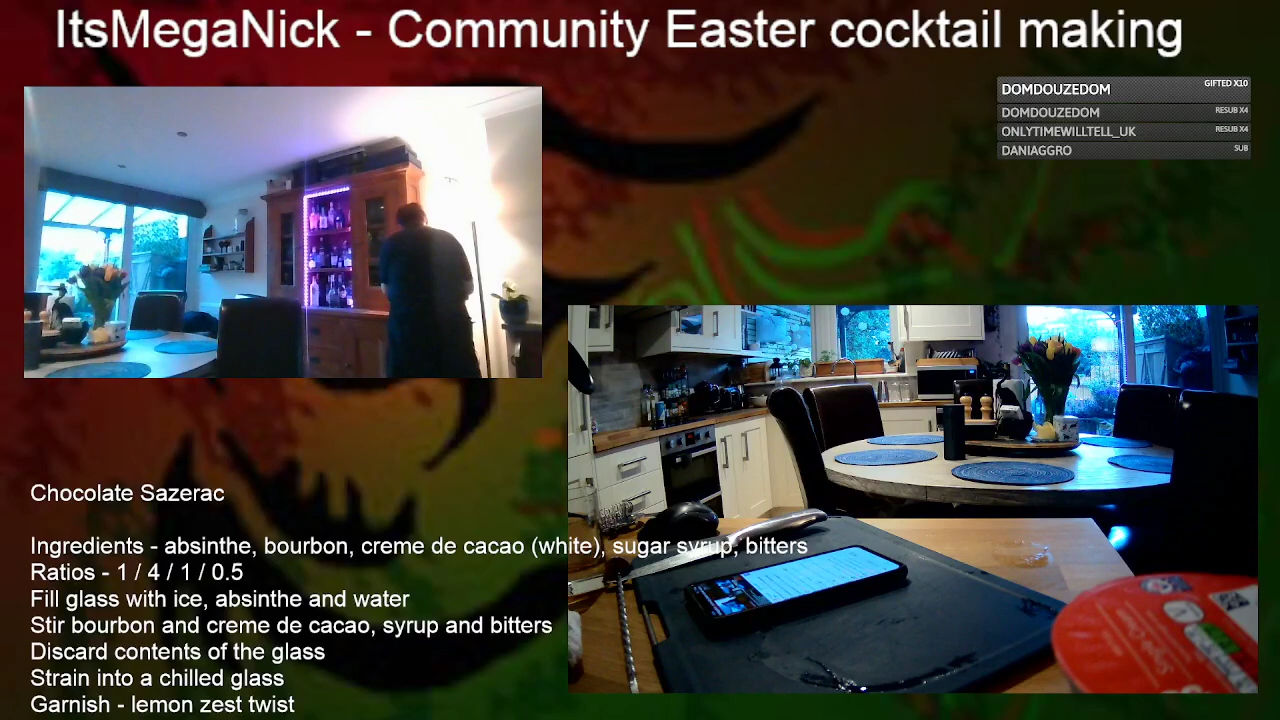 ItsMegaNick - Community Easter cocktail making
DOMDOUZEDOM GIFTED X10
DOMDOUZEDOM RESUB X4
ONLYTIMEWILLTELL_UK RESUB X4
DANIAGGRO SUB
Chocolate Sazerac
Ingredients - absinthe, bourbon, creme de cacao (white), sugar syrup, bitters
Ratios - 1 / 4 / 1 / 0.5
Fill glass with ice, absinthe and water
Stir bourbon and creme de cacao, syrup and bitters
Discard contents of the glass
Strain into a chilled glass
Garnish - lemon zest twist